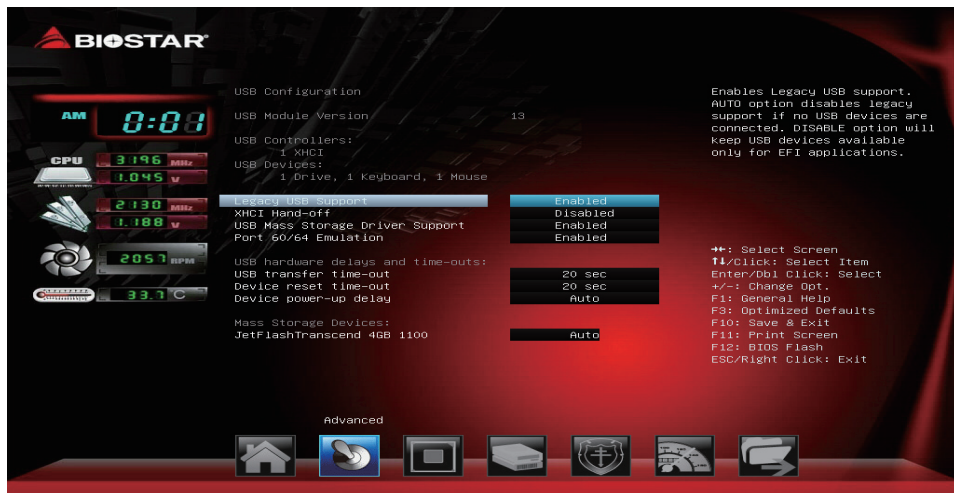 BIOSTAR
USB Configuration
USB Module Version 13
USB Controllers:
1 XHCI
USB Devices:
1 Drive, 1 Keyboard, 1 Mouse
Legacy USB Support Enabled
XHCI Hand-off Disabled
USB Mass Storage Driver Support Enabled
Port 60/64 Emulation Enabled
USB hardware delays and time-outs:
USB transfer time-out 20 sec
Device reset time-out 20 sec
Device power-up delay Auto
Mass Storage Devices:
JetFlashTranscend 4GB 1100 Auto
AM 0:01
CPU 3196 MHz
1.045 V
2130 MHz
1.188 V
2057 RPM
33.7 °C
Enables Legacy USB support.
AUTO option disables legacy
support if no USB devices are
connected. DISABLE option will
keep USB devices available
only for EFI applications.
→←: Select Screen
↑↓/Click: Select Item
Enter/Dbl Click: Select
+/-: Change Opt.
F1: General Help
F3: Optimized Defaults
F10: Save & Exit
F11: Print Screen
F12: BIOS Flash
ESC/Right Click: Exit
Advanced